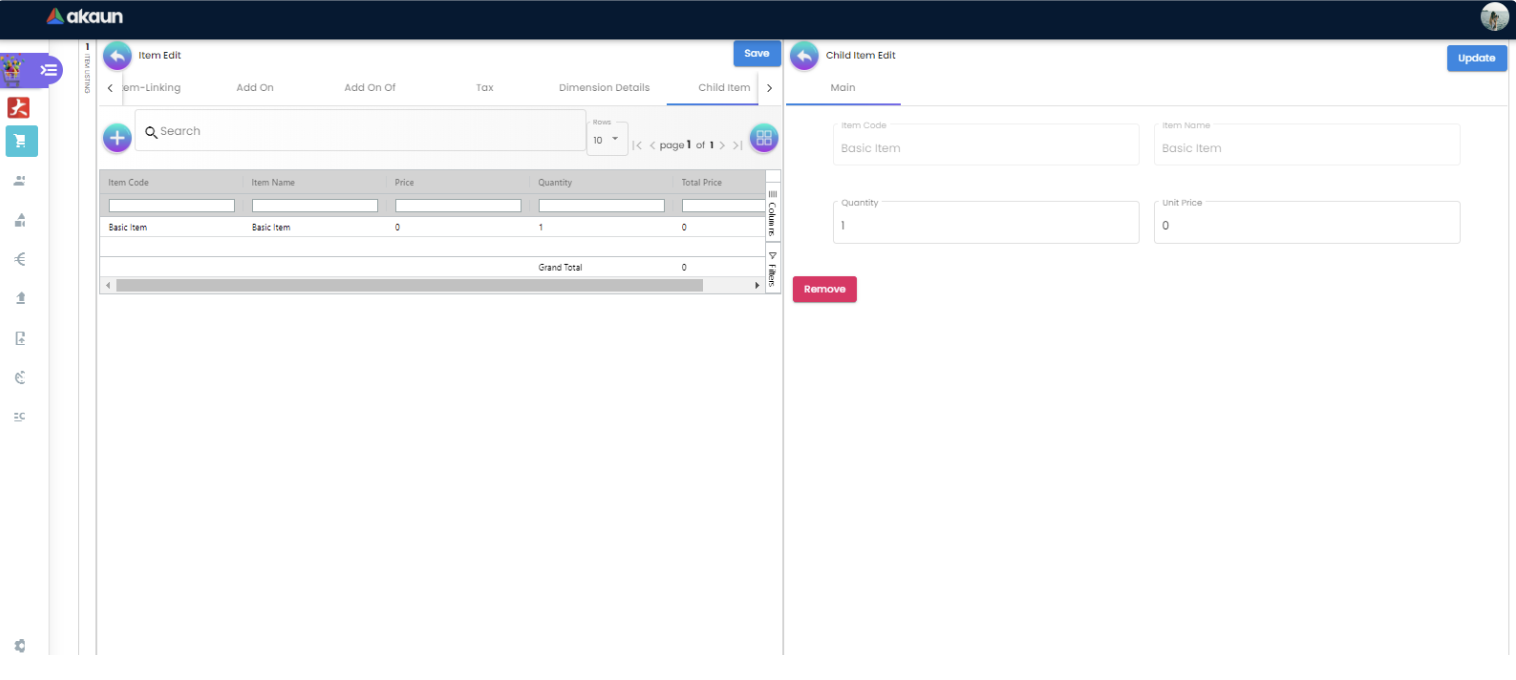 akaun
1 ITEM LISTING
Item Edit
Save
em-Linking Add On Add On Of Tax Dimension Details Child Item
Search
Rows
10
page 1 of 1
Item Code Item Name Price Quantity Total Price
Basic Item Basic Item 0 1 0
Grand Total 0
Columns
Filters
Child Item Edit
Update
Main
Item Code
Basic Item
Item Name
Basic Item
Quantity
1
Unit Price
0
Remove